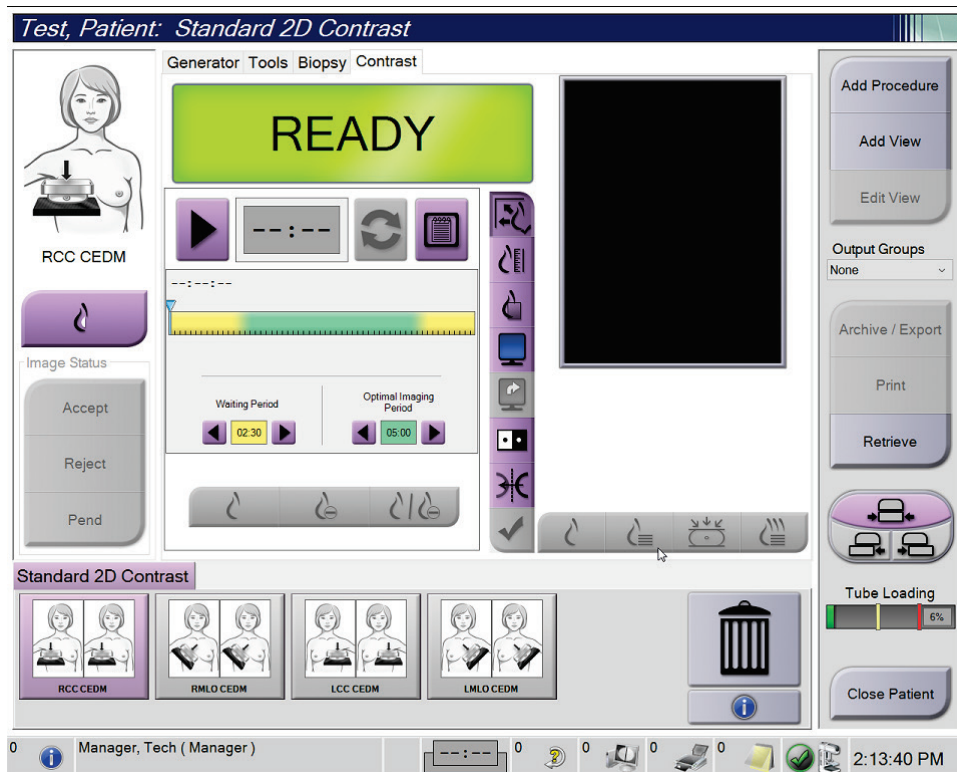 Test, Patient: Standard 2D Contrast
Generator Tools Biopsy Contrast
READY
RCC CEDM
--:--
--:--:--
Waiting Period
02:30
Optimal Imaging
Period
05:00
Image Status
Accept
Reject
Pend
Add Procedure
Add View
Edit View
Output Groups
None
Archive / Export
Print
Retrieve
Tube Loading
6%
Close Patient
Standard 2D Contrast
RCC CEDM
RMLO CEDM
LCC CEDM
LMLO CEDM
0
Manager, Tech ( Manager )
--:--
0
0
0
0
2:13:40 PM